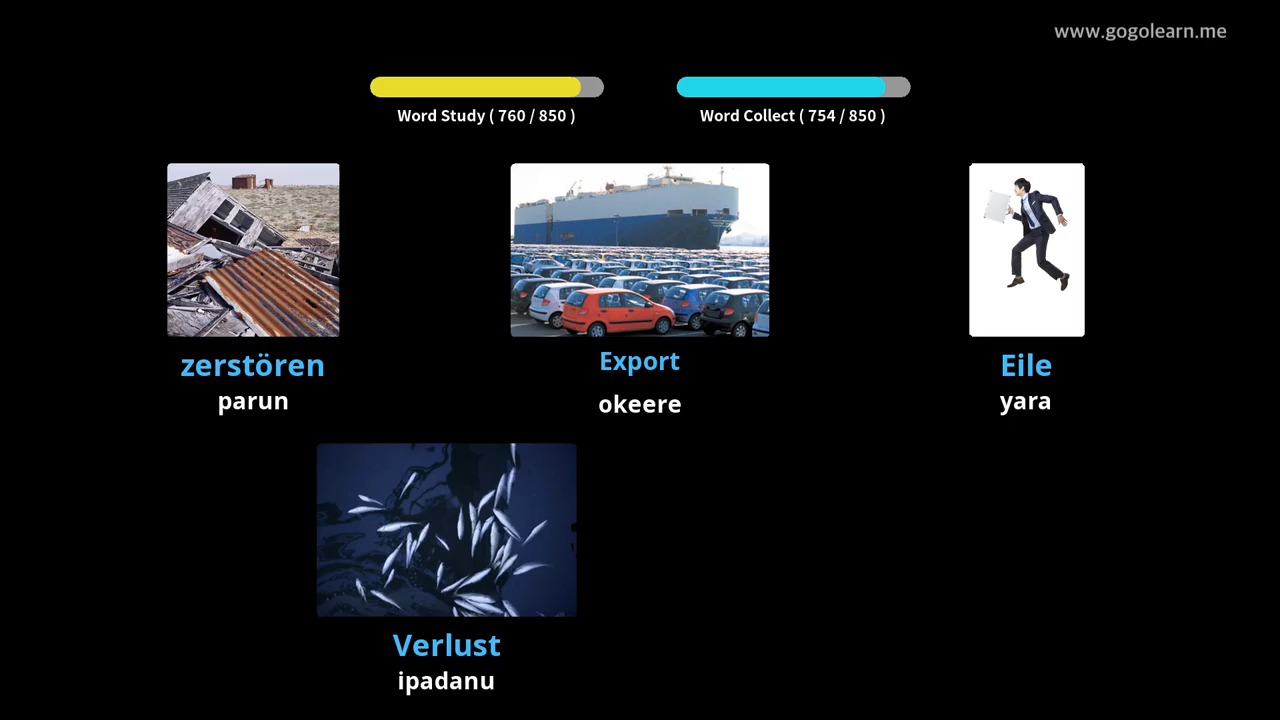 www.gogolearn.me
Word Study ( 760 / 850 )
Word Collect ( 754 / 850 )
zerstören
parun
Export
okeere
Eile
yara
Verlust
ipadanu